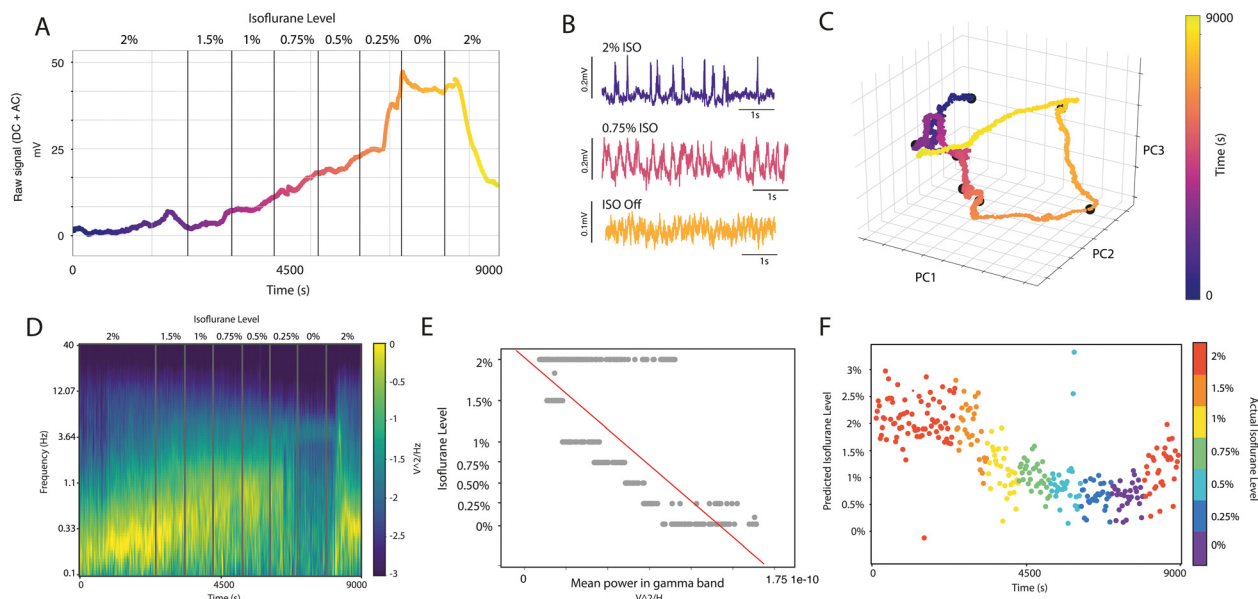 A
Isoflurane Level
2% 1.5% 1% 0.75% 0.5% 0.25% 0% 2%
50
25
0
Raw signal (DC + AC)
mV
0 4500 9000
Time (s)
B
2% ISO
0.2mV
1s
0.75% ISO
0.2mV
1s
ISO Off
0.1mV
1s
C
PC1
PC2
PC3
9000
Time (s)
0
D
Isoflurane Level
2% 1.5% 1% 0.75% 0.5% 0.25% 0% 2%
40
12.07
3.64
1.1
0.33
0.1
Frequency (Hz)
0 4500 9000
Time (s)
0
-0.5
-1
-1.5
-2
-2.5
-3
V^2/Hz
E
2%
1.5%
1%
0.75%
0.50%
0.25%
0%
Isoflurane Level
0 1.75 1e-10
Mean power in gamma band
V^2/H
F
3%
2.5%
2%
1.5%
1%
0.5%
0%
Predicted Isoflurane Level
0 4500 9000
Time (s)
2%
1.5%
1%
0.75%
0.5%
0.25%
0%
Actual Isoflurane Level